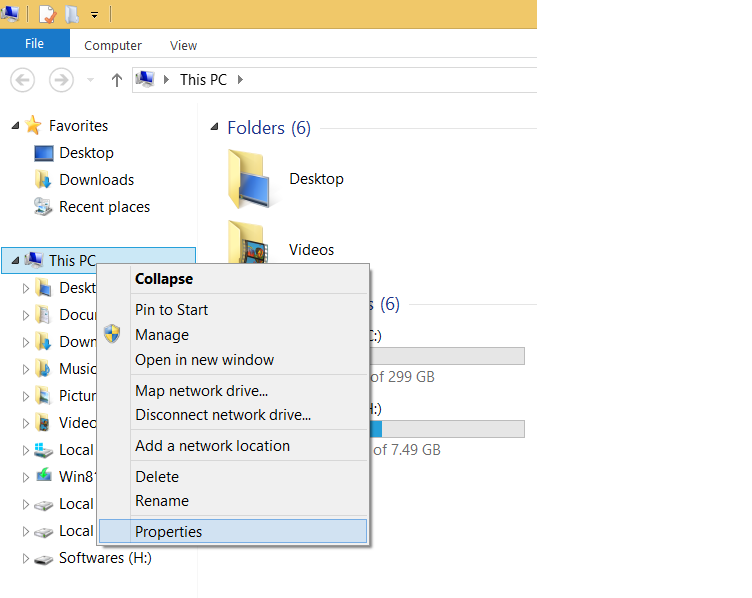 File
Computer
View
This PC
Favorites
Desktop
Downloads
Recent places
This PC
Deskt
Docu
Down
Music
Pictur
Video
Local
Win81
Local
Local
Softwares (H:)
Folders (6)
Desktop
Videos
s (6)
C:)
of 299 GB
H:)
of 7.49 GB
Collapse
Pin to Start
Manage
Open in new window
Map network drive...
Disconnect network drive...
Add a network location
Delete
Rename
Properties